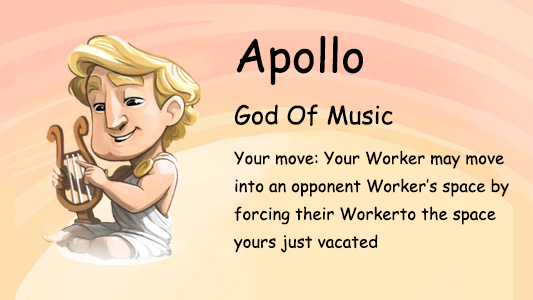 Apollo
God Of Music
Your move: Your Worker may move
into an opponent Worker's space by
forcing their Workerto the space
yours just vacated